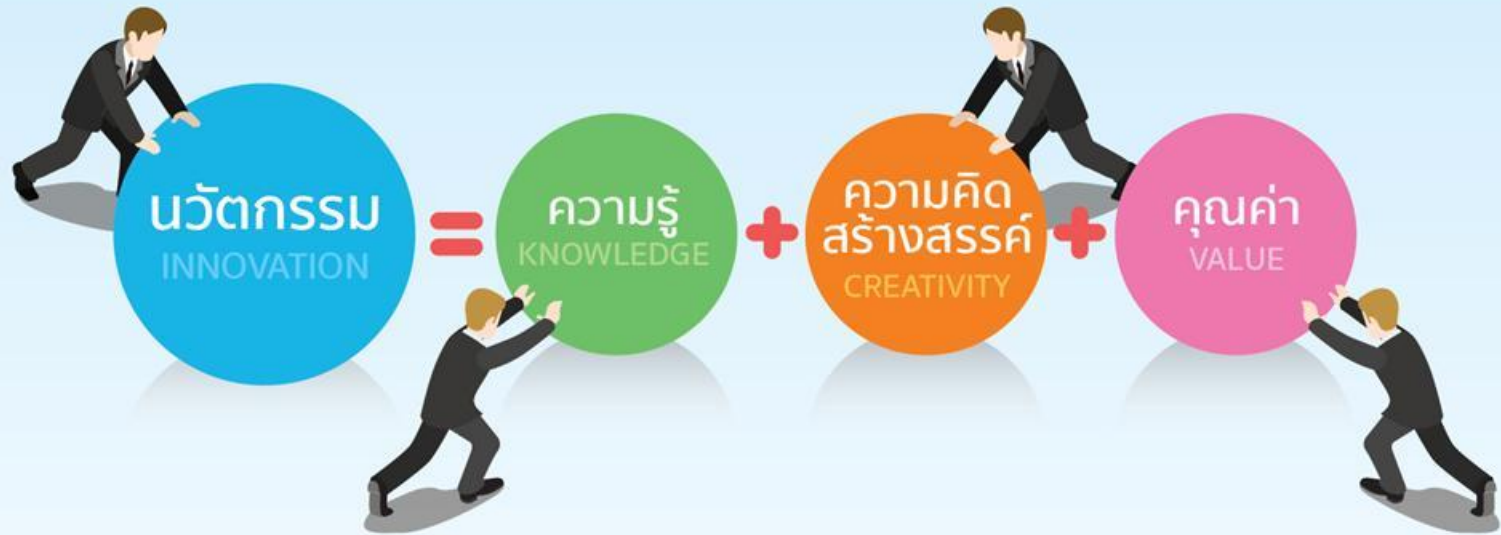 นวัตกรรม
INNOVATION
=
ความรู้
KNOWLEDGE
+
ความคิด
สร้างสรรค์
CREATIVITY
+
คุณค่า
VALUE